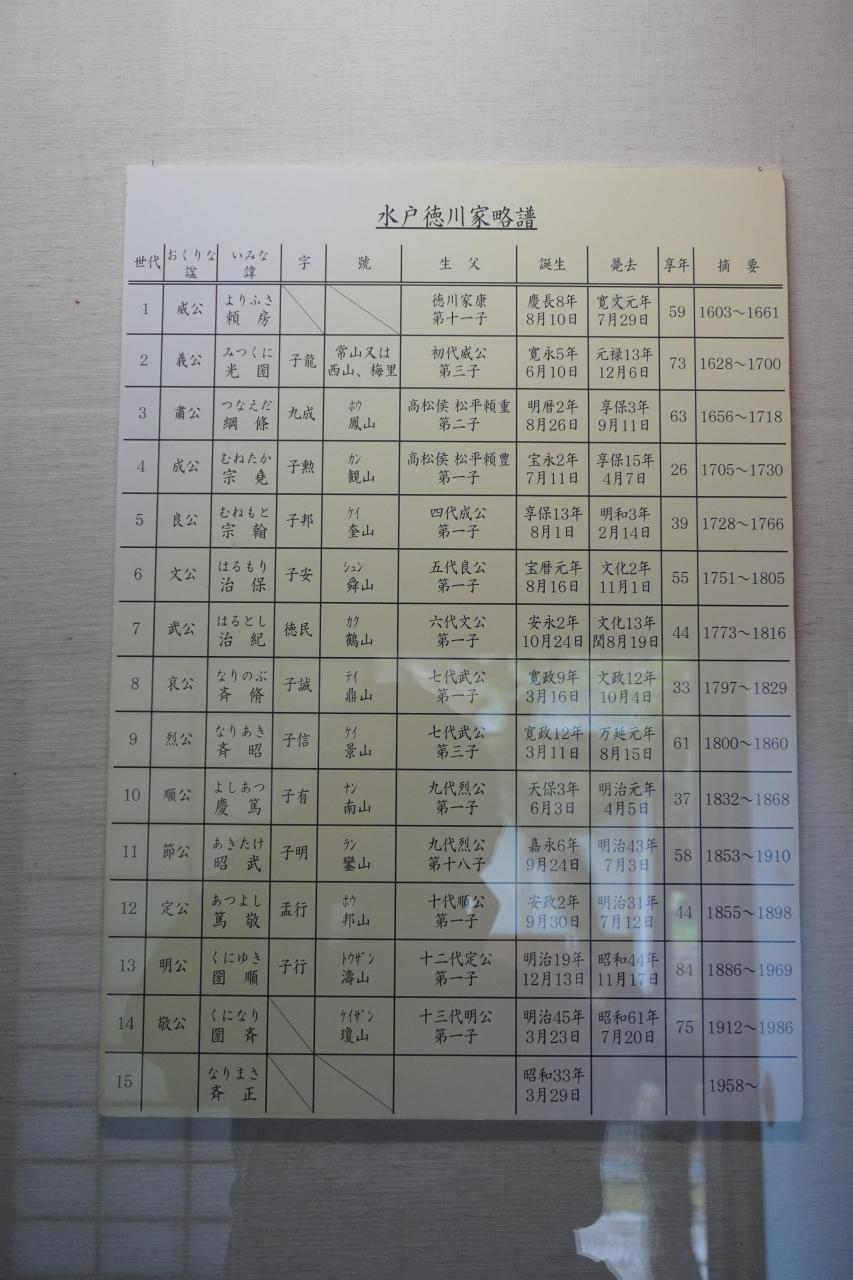 水戸徳川家略譜
世代 おくりな 諡 いみな 諱 字 號 生父 誕生 薨去 享年 摘要
1 威公 よりふさ 頼房 徳川家康 第十一子 慶長8年 8月10日 寛文元年 7月29日 59 1603～1661
2 義公 みつくに 光圀 子龍 常山又は 西山、梅里 初代威公 第三子 寛永5年 6月10日 元禄13年 12月6日 73 1628～1700
3 肅公 つなえだ 綱條 九成 ホウ 鳳山 高松侯 松平頼重 第二子 明暦2年 8月26日 享保3年 9月11日 63 1656～1718
4 成公 むねたか 宗堯 子勲 カン 観山 高松侯 松平頼豊 第一子 宝永2年 7月11日 享保15年 4月7日 26 1705～1730
5 良公 むねもと 宗翰 子邦 ケイ 奎山 四代成公 第一子 享保13年 8月1日 明和3年 2月14日 39 1728～1766
6 文公 はるもり 治保 子安 シュン 舜山 五代良公 第一子 宝暦元年 8月16日 文化2年 11月1日 55 1751～1805
7 武公 はるとし 治紀 徳民 カク 鶴山 六代文公 第一子 安永2年 10月24日 文化13年 閏8月19日 44 1773～1816
8 哀公 なりのぶ 斉脩 子誠 テイ 鼎山 七代武公 第一子 寛政9年 3月16日 文政12年 10月4日 33 1797～1829
9 烈公 なりあき 斉昭 子信 ケイ 景山 七代武公 第三子 寛政12年 3月11日 万延元年 8月15日 61 1800～1860
10 順公 よしあつ 慶篤 子有 ナン 南山 九代烈公 第一子 天保3年 6月3日 明治元年 4月5日 37 1832～1868
11 節公 あきたけ 昭武 子明 ラン 鑾山 九代烈公 第十八子 嘉永6年 9月24日 明治43年 7月3日 58 1853～1910
12 定公 あつよし 篤敬 孟行 ホウ 邦山 十代順公 第一子 安政2年 9月30日 明治31年 7月12日 44 1855～1898
13 明公 くにゆき 圀順 子行 トウザン 濤山 十二代定公 第一子 明治19年 12月13日 昭和44年 11月17日 84 1886～1969
14 敬公 くになり 圀斉 ケイザン 瓊山 十三代明公 第一子 明治45年 3月23日 昭和61年 7月20日 75 1912～1986
15 なりまさ 斉正 昭和33年 3月29日 1958～